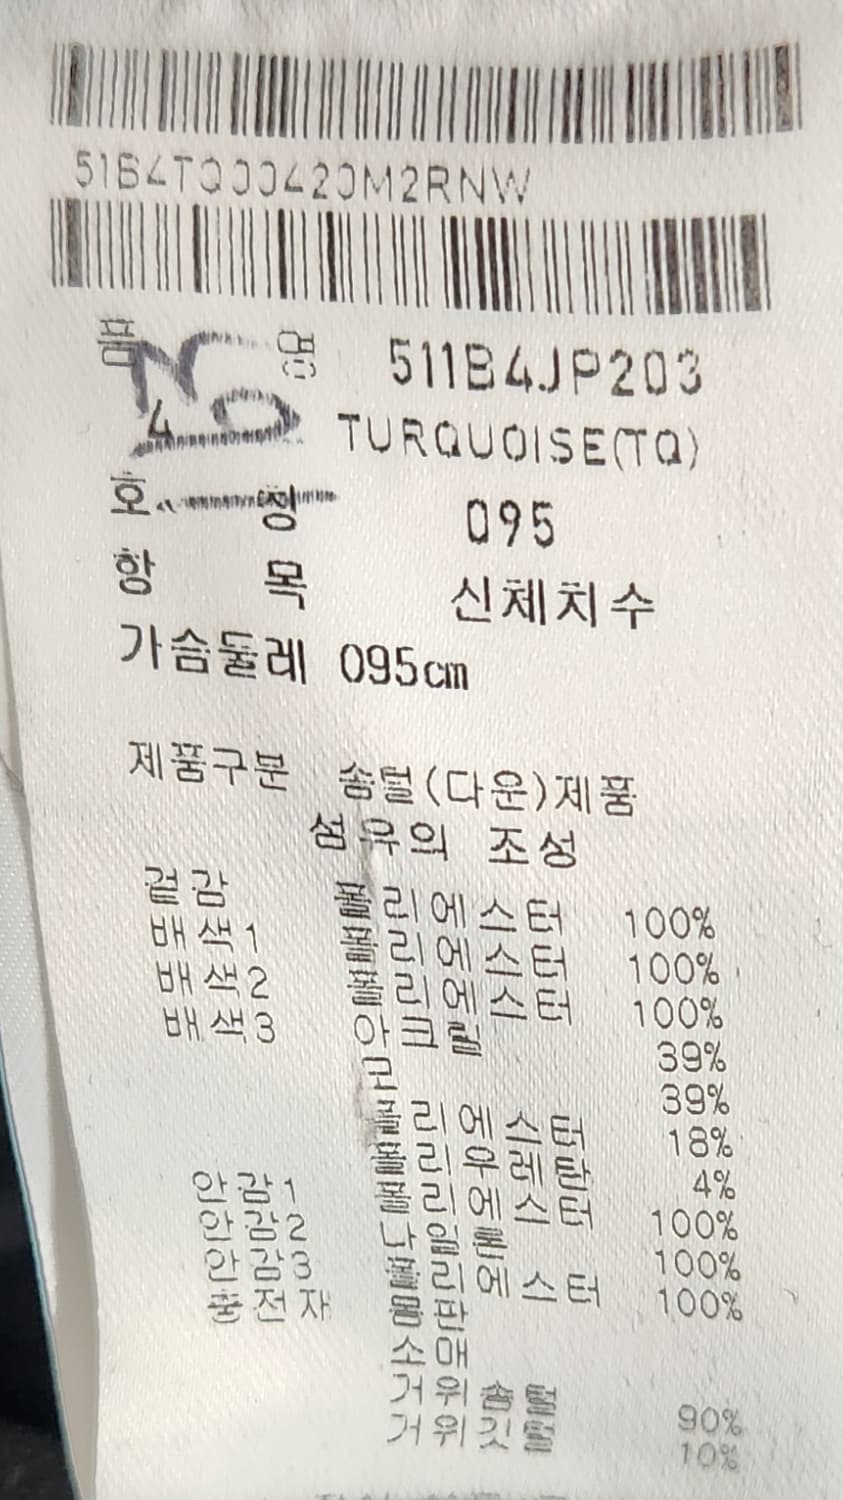 51B4TQ00420M2RNW
품 명 511B4JP203
TURQUOISE(TQ)
호 칭 095
항 목 신체치수
가슴둘레 095cm
제품구분 솜털(다운)제품
섬유의 조성
겉감 폴리에스터 100%
배색1 폴리에스터 100%
배색2 폴리에스터 100%
배색3 아크릴 39%
모 39%
폴리에스터 18%
폴리우레탄 4%
안감1 폴리에스터 100%
안감2 나일론 100%
안감3 폴리에스터 100%
충전재 몸판
소매
거위솜털 90%
거위깃털 10%